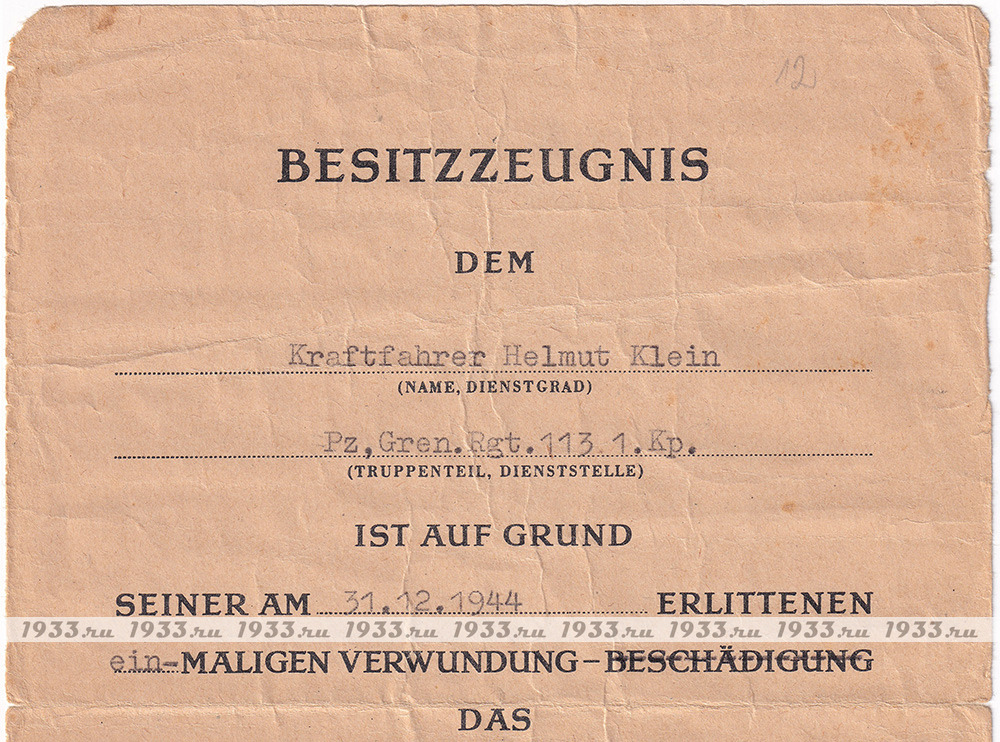 12
BESITZZEUGNIS
DEM
Kraftfahrer Helmut Klein
(NAME, DIENSTGRAD)
Pz,Gren.Rgt.113 1.Kp.
(TRUPPENTEIL, DIENSTSTELLE)
IST AUF GRUND
SEINER AM 31.12.1944 ERLITTENEN
1933.ru 1933.ru 1933.ru 1933.ru 1933.ru 1933.ru 1933.ru 1933.ru 1933.ru
ein-MALIGEN VERWUNDUNG – BESCHÄDIGUNG
DAS